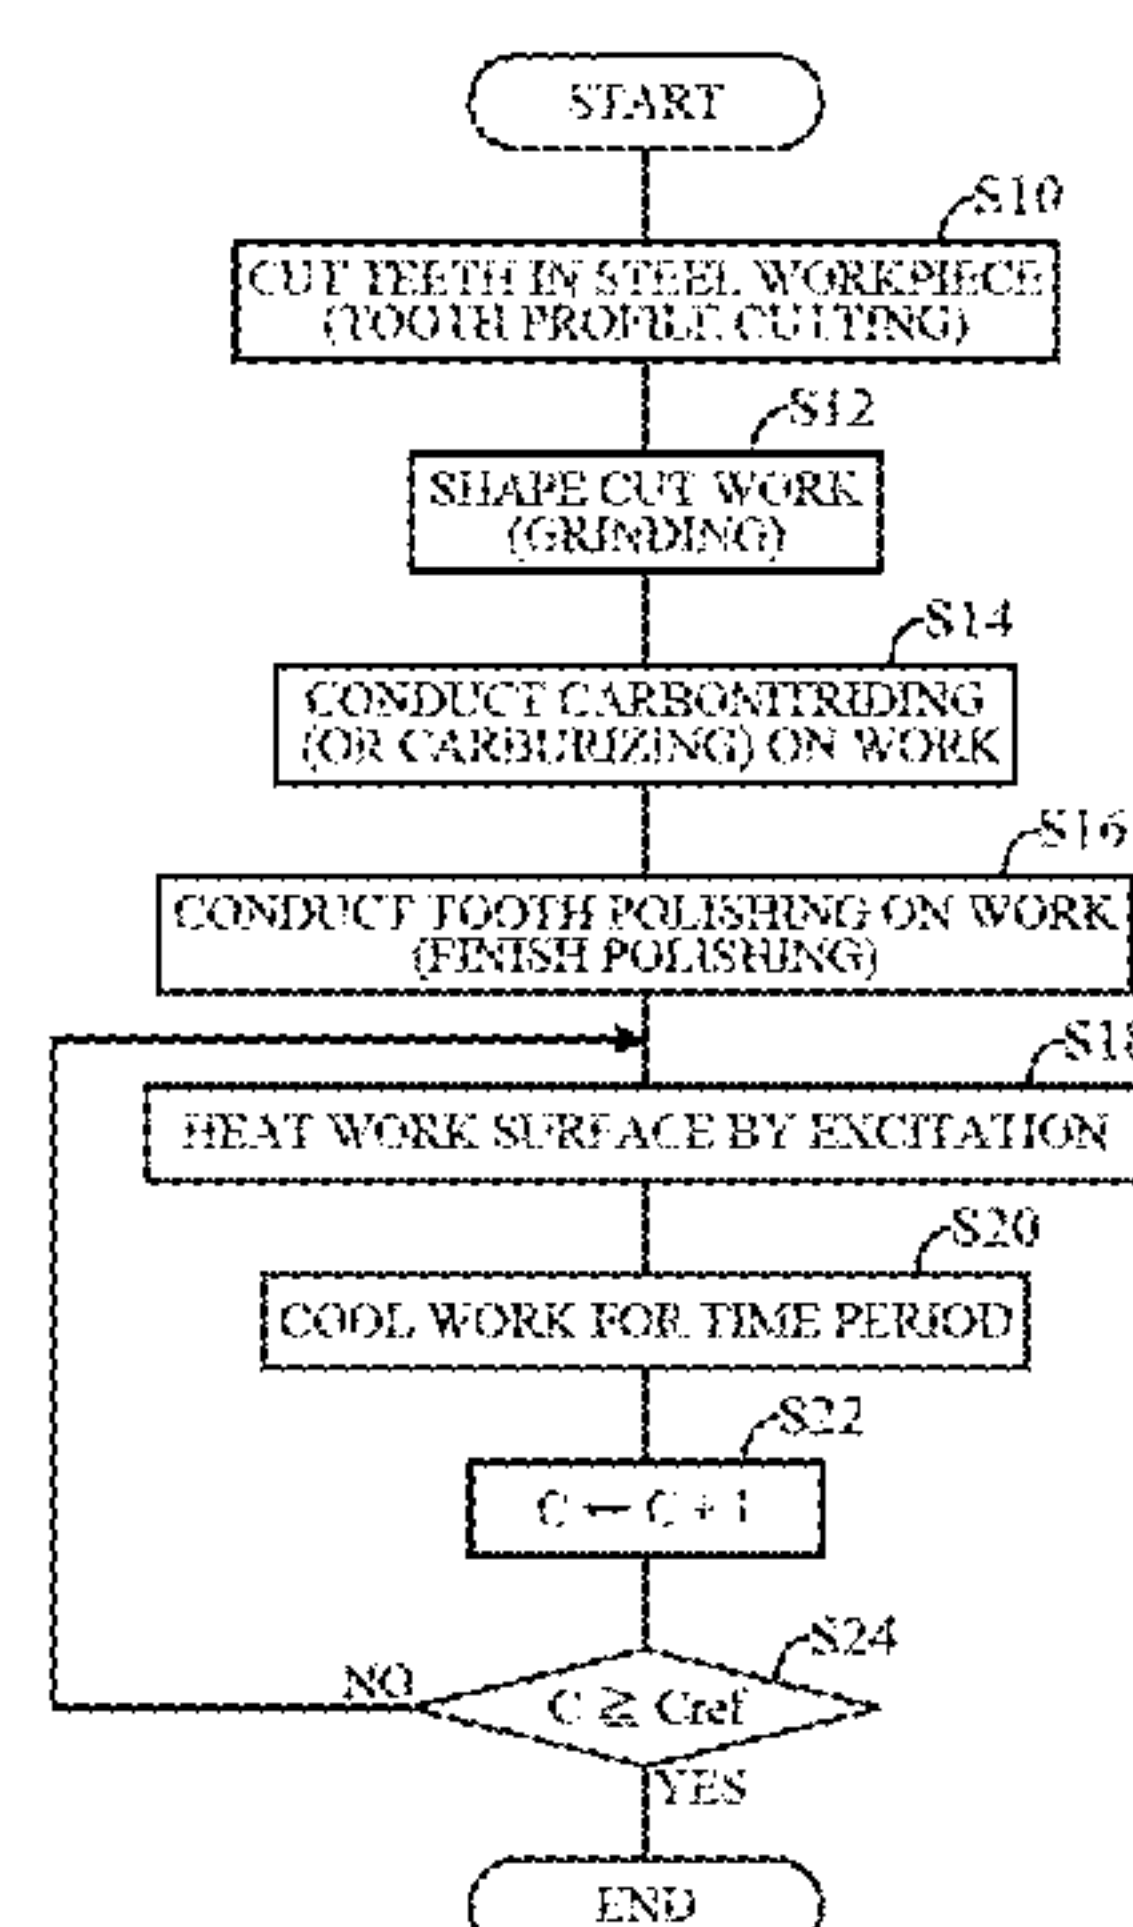 START
S10
CUT TEETH IN STEEL WORKPIECE
(TOOTH PROFILE CUTTING)
S12
SHAPE CUT WORK
(GRINDING)
S14
CONDUCT CARBONITRIDING
(OR CARBURIZING) ON WORK
S16
CONDUCT TOOTH POLISHING ON WORK
(FINISH POLISHING)
S18
HEAT WORK SURFACE BY EXCITATION
S20
COOL WORK FOR TIME PERIOD
S22
C ← C + 1
S24
NO
C ≧ Cref
YES
END